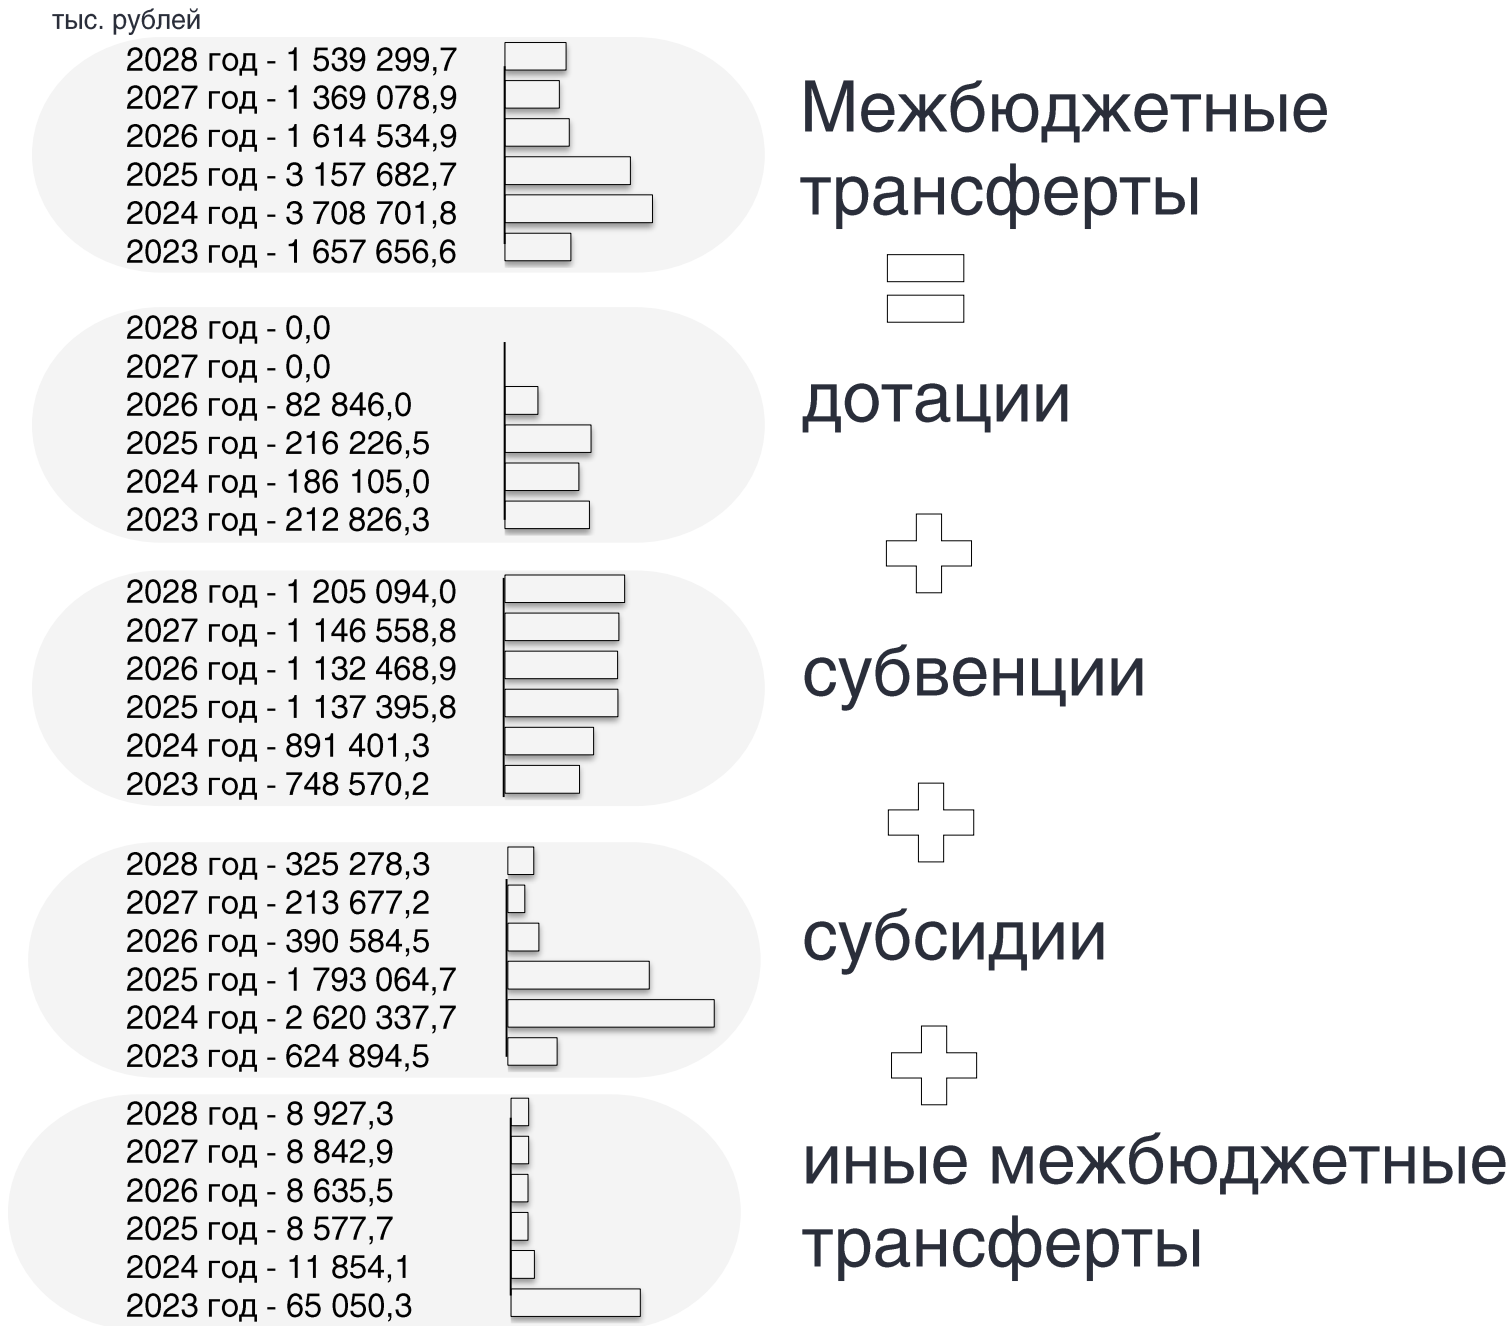 тыс. рублей
2028 год - 1 539 299,7
2027 год - 1 369 078,9
2026 год - 1 614 534,9
2025 год - 3 157 682,7
2024 год - 3 708 701,8
2023 год - 1 657 656,6
Межбюджетные
трансферты
2028 год - 0,0
2027 год - 0,0
2026 год - 82 846,0
2025 год - 216 226,5
2024 год - 186 105,0
2023 год - 212 826,3
дотации
2028 год - 1 205 094,0
2027 год - 1 146 558,8
2026 год - 1 132 468,9
2025 год - 1 137 395,8
2024 год - 891 401,3
2023 год - 748 570,2
субвенции
2028 год - 325 278,3
2027 год - 213 677,2
2026 год - 390 584,5
2025 год - 1 793 064,7
2024 год - 2 620 337,7
2023 год - 624 894,5
субсидии
2028 год - 8 927,3
2027 год - 8 842,9
2026 год - 8 635,5
2025 год - 8 577,7
2024 год - 11 854,1
2023 год - 65 050,3
иные межбюджетные
трансферты